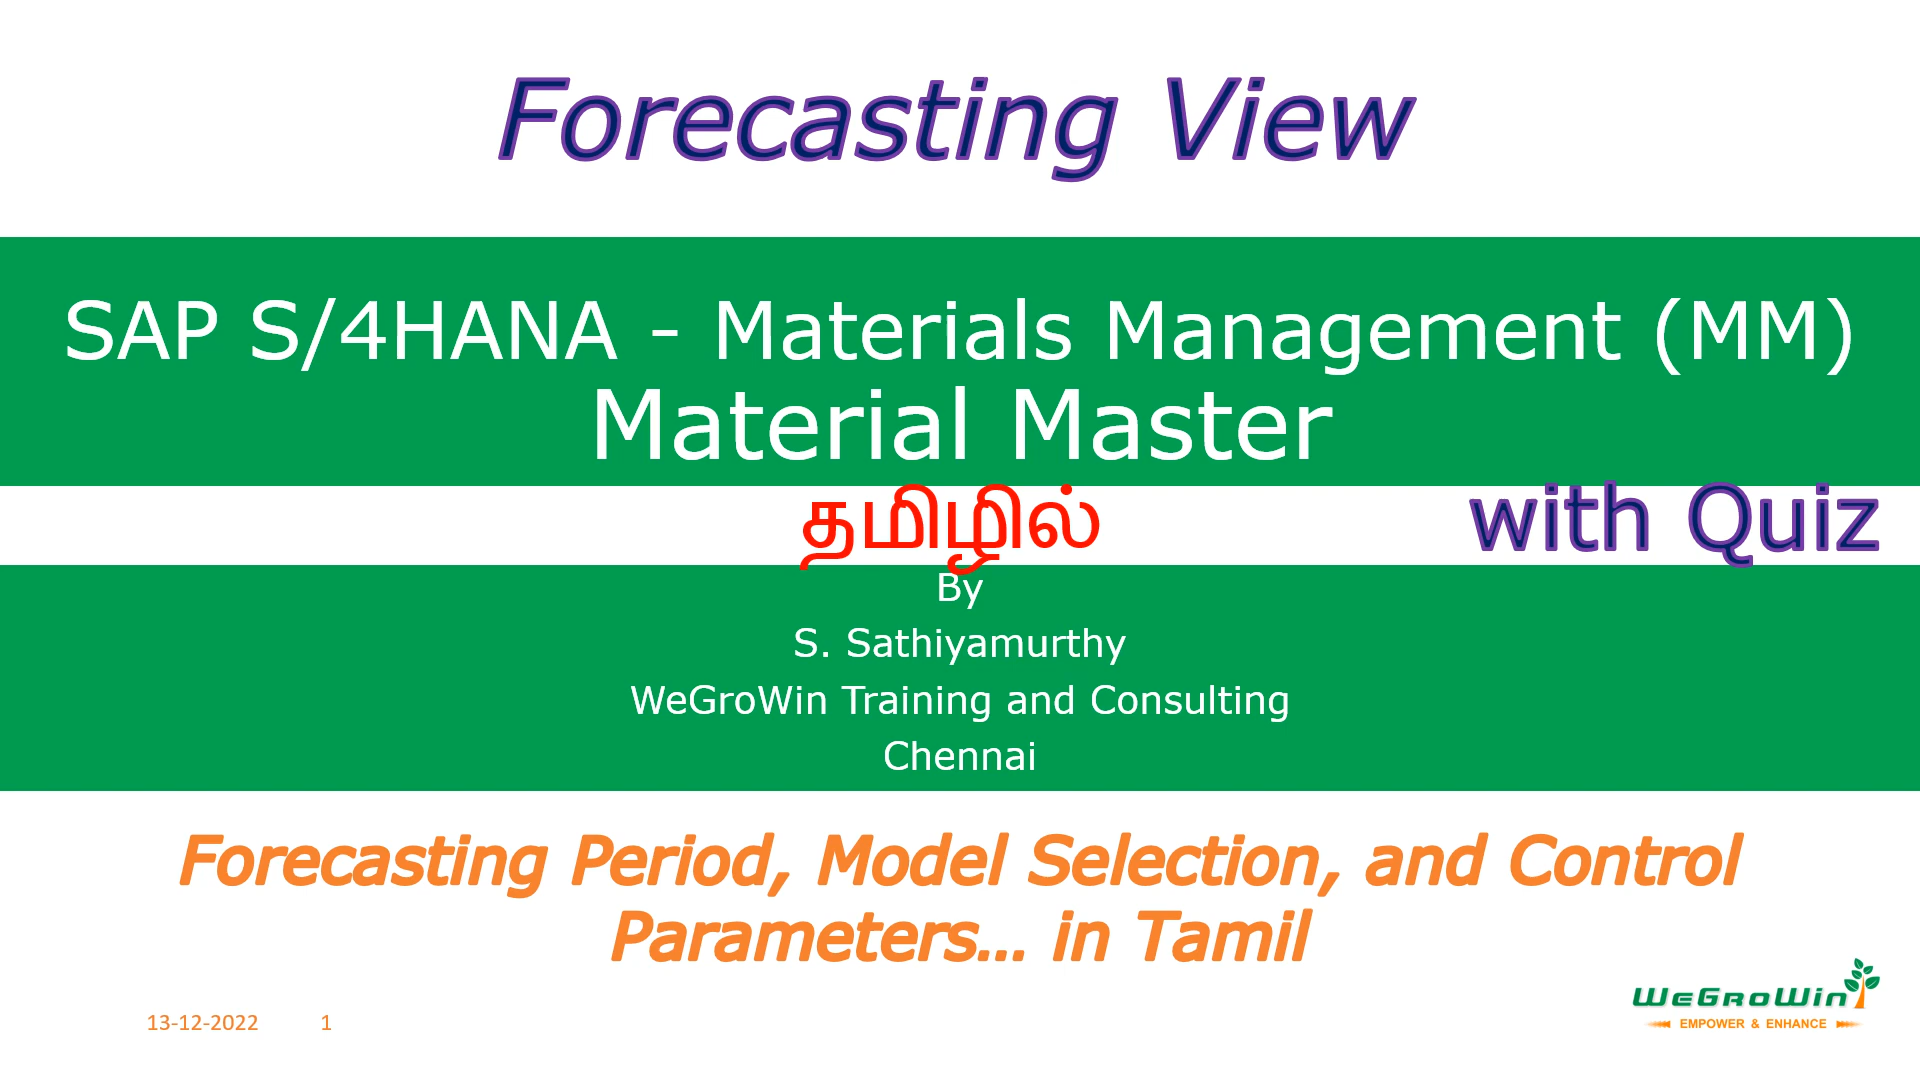 Forecasting View
SAP S/4HANA - Materials Management (MM)
Material Master
தமிழில்
with Quiz
By
S. Sathiyamurthy
WeGroWin Training and Consulting
Chennai
Forecasting Period, Model Selection, and Control
Parameters... in Tamil
13-12-2022 1
WeGroWin
EMPOWER & ENHANCE